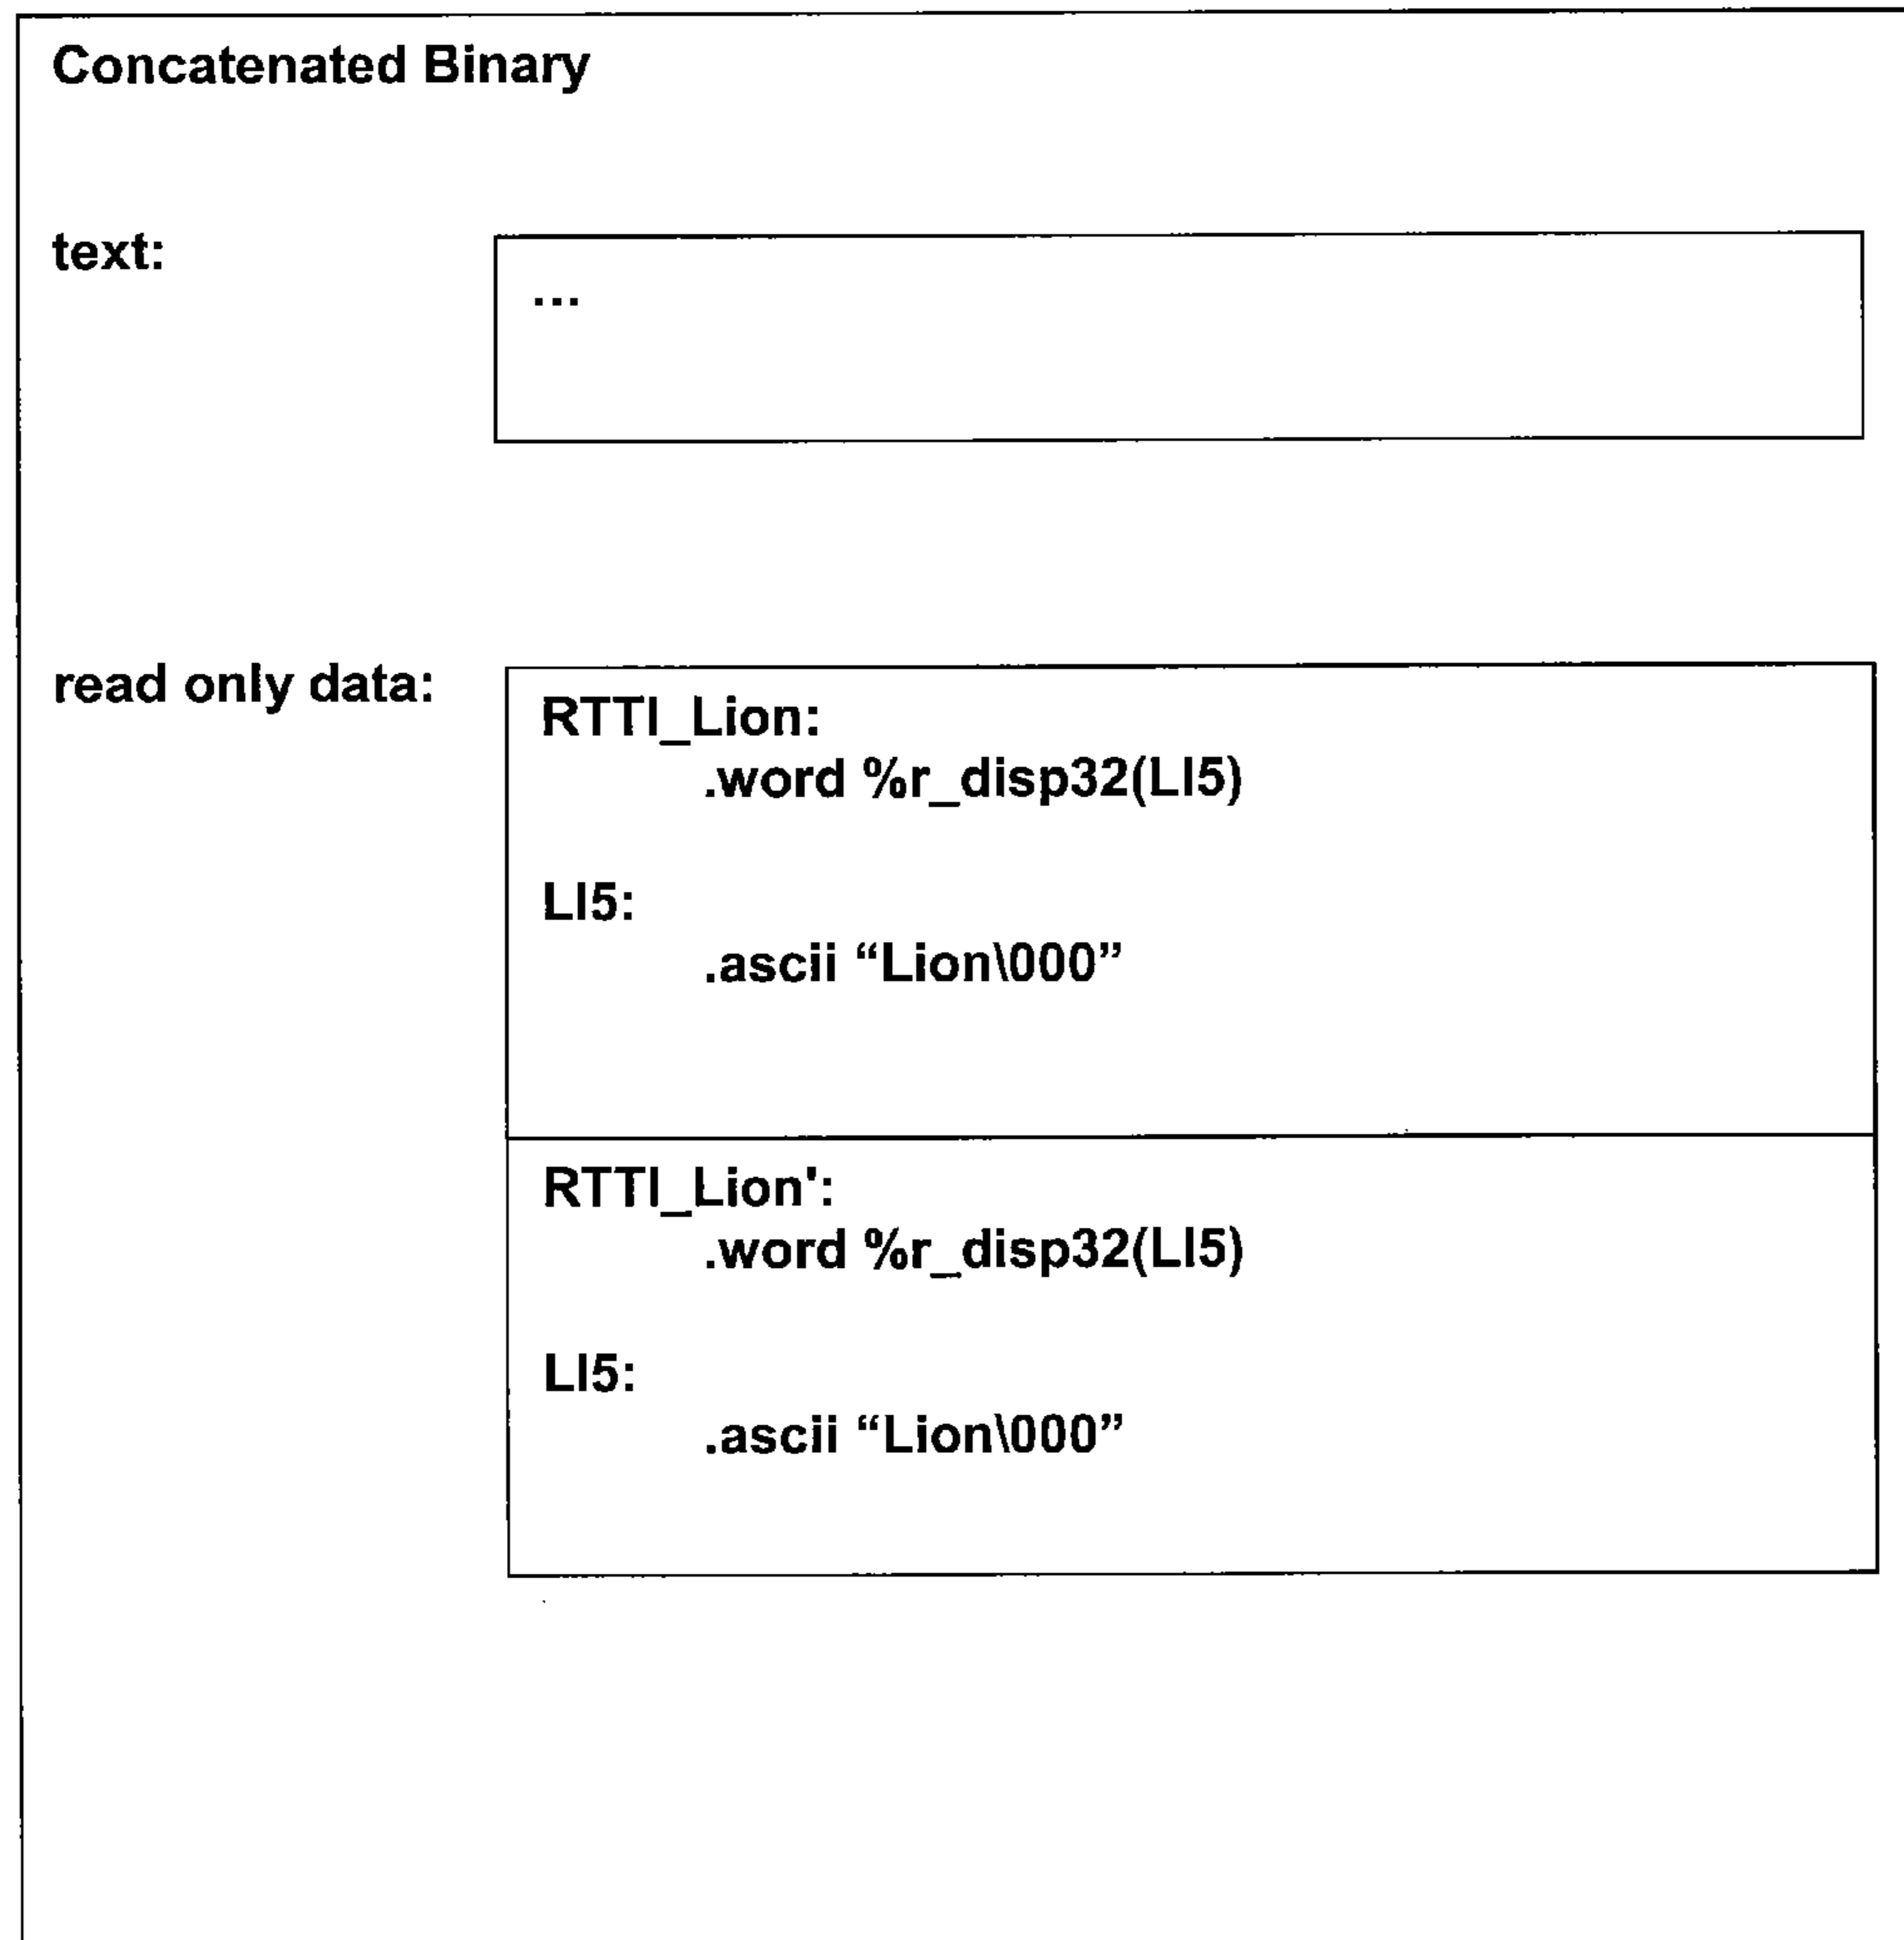 Concatenated Binary
text:
...
read only data:
RTTI_Lion:
.word %r_disp32(LI5)
LI5:
.ascii “Lion\000”
RTTI_Lion':
.word %r_disp32(LI5)
LI5:
.ascii “Lion\000”